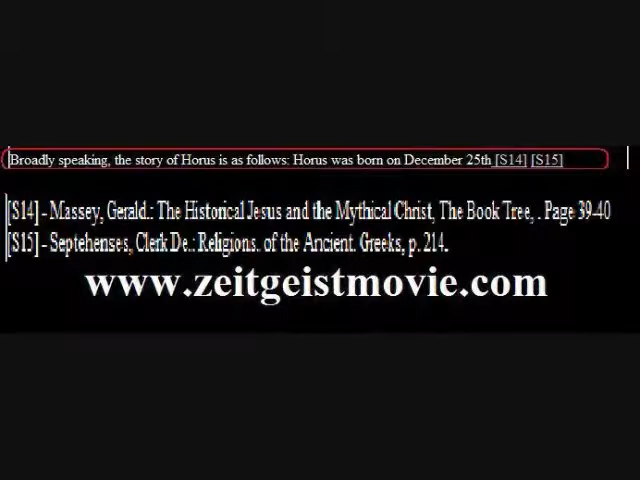 Broadly speaking, the story of Horus is as follows: Horus was born on December 25th [S14] [S15]
[S14] - Massey, Gerald.: The Historical Jesus and the Mythical Christ, The Book Tree, . Page 39-40
[S15] - Septehenses, Clerk De.: Religions. of the Ancient. Greeks, p. 214.
www.zeitgeistmovie.com